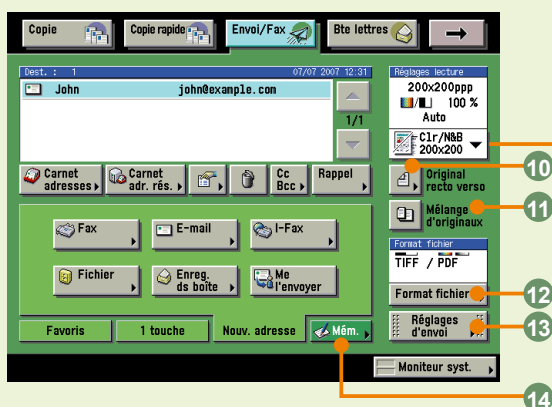 Copie
Copie rapide
Envoi/Fax
Bte lettres
Dest. : 1
07/07 2007 12:31
John
john@example.com
1/1
Carnet
adresses
Carnet
adr. rés.
Cc
Bcc
Rappel
Fax
E-mail
I-Fax
Fichier
Enreg.
ds boîte
Me
l'envoyer
Favoris
1 touche
Nouv. adresse
Mém.
Réglages lecture
200x200ppp
100 %
Auto
Clr/N&B
200x200
Original
recto verso
Mélange
d'originaux
Format fichier
TIFF / PDF
Format fichier
Réglages
d'envoi
Moniteur syst.
10
11
12
13
14